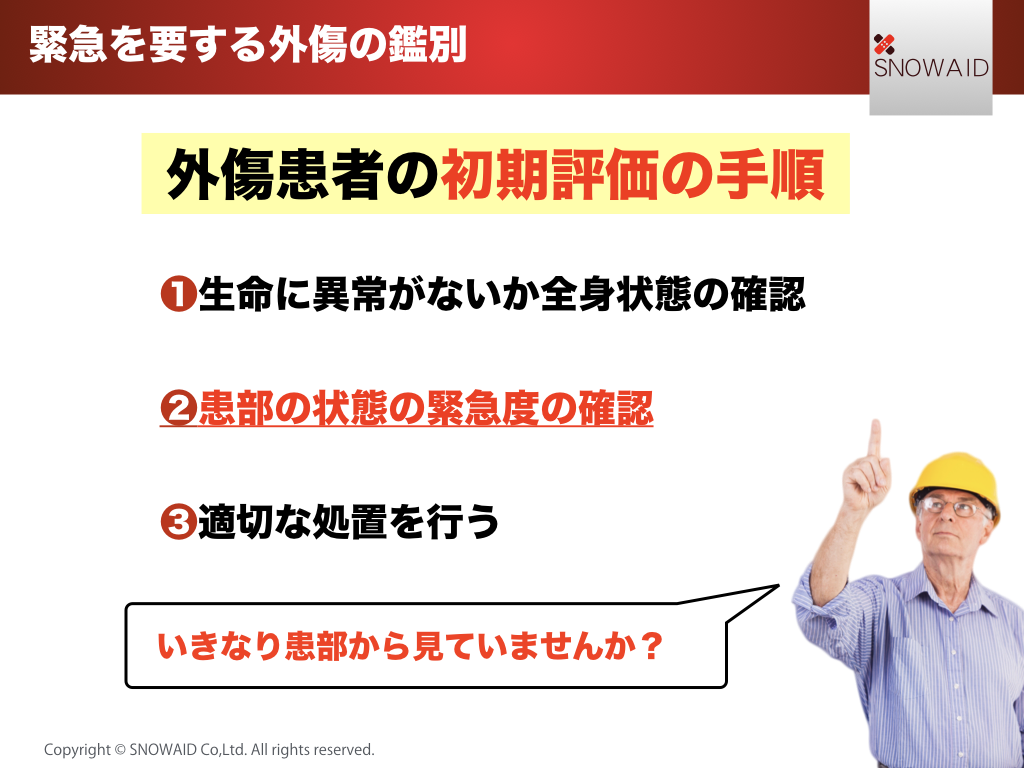 緊急を要する外傷の鑑別
SNOWAID
外傷患者の初期評価の手順
❶生命に異常がないか全身状態の確認
❷患部の状態の緊急度の確認
❸適切な処置を行う
いきなり患部から見ていませんか？
Copyright © SNOWAID Co,Ltd. All rights reserved.